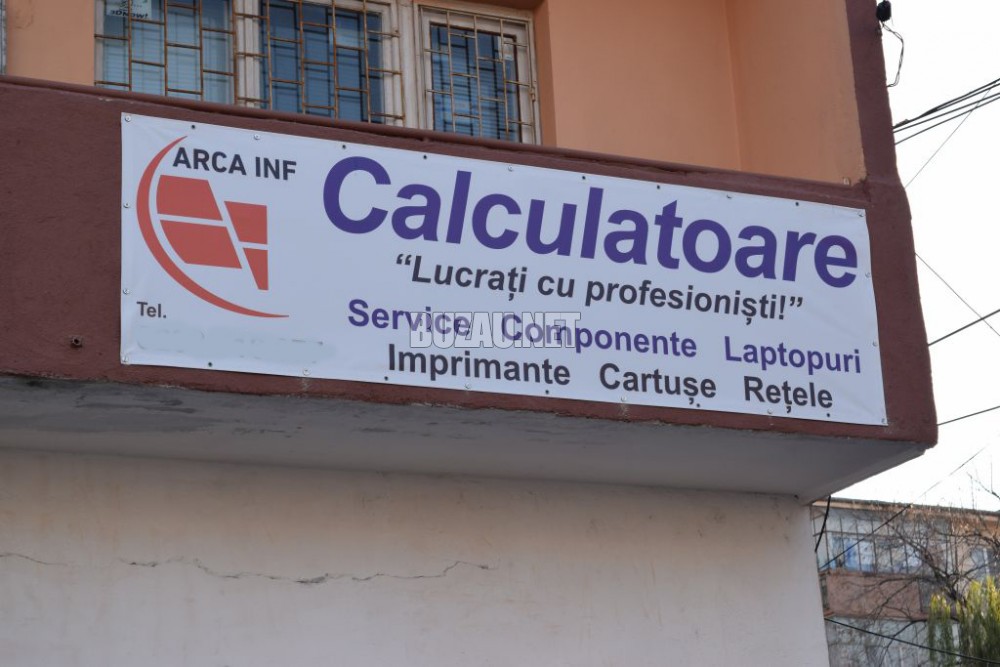 ARCA INF
Calculatoare
“Lucrați cu profesioniști!”
Tel.
Service Componente Laptopuri
Imprimante Cartușe Rețele
BUZAU.NET